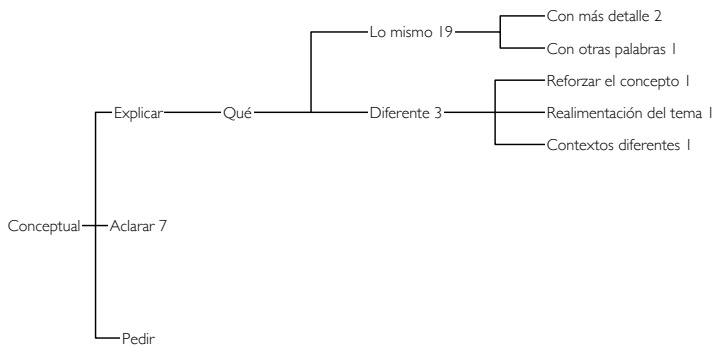 Lo mismo 19
Con más detalle 2
Con otras palabras 1
Explicar
Qué
Diferente 3
Reforzar el concepto 1
Realimentación del tema 1
Contextos diferentes 1
Conceptual
Aclarar 7
Pedir